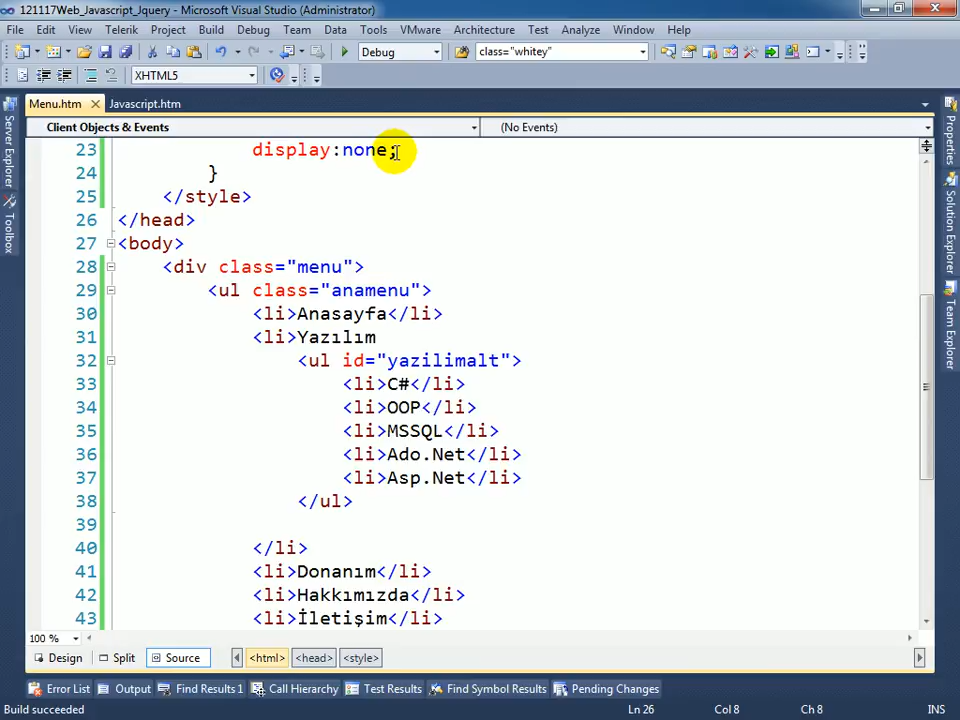 121117Web_Javascript_Jquery - Microsoft Visual Studio (Administrator)
File Edit View Telerik Project Build Debug Team Data Tools VMware Architecture Test Analyze Window Help
Debug class="whitey"
XHTML5
Menu.htm Javascript.htm
Client Objects & Events (No Events)
23 display:none;
24 }
25 </style>
26 </head>
27 <body>
28 <div class="menu">
29 <ul class="anamenu">
30 <li>Anasayfa</li>
31 <li>Yazılım
32 <ul id="yazilimalt">
33 <li>C#</li>
34 <li>OOP</li>
35 <li>MSSQL</li>
36 <li>Ado.Net</li>
37 <li>Asp.Net</li>
38 </ul>
39
40 </li>
41 <li>Donanım</li>
42 <li>Hakkımızda</li>
43 <li>İletişim</li>
Server Explorer
Toolbox
Properties
Solution Explorer
Team Explorer
100 %
Design Split Source <html> <head> <style>
Error List Output Find Results 1 Call Hierarchy Test Results Find Symbol Results Pending Changes
Build succeeded Ln 26 Col 8 Ch 8 INS